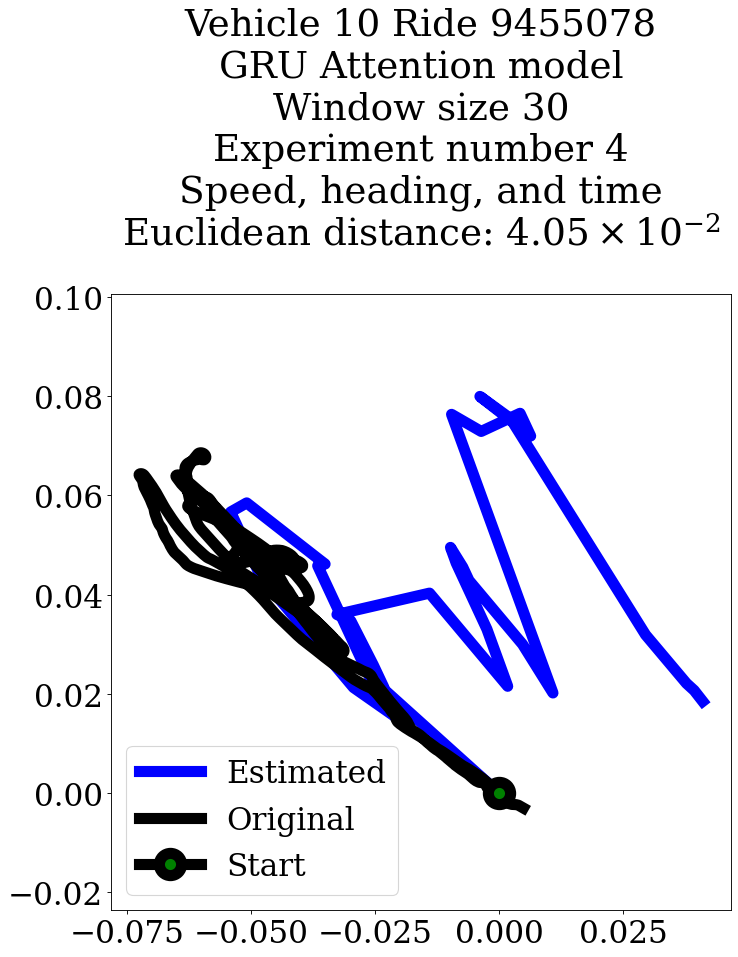 Vehicle 10 Ride 9455078
GRU Attention model
Window size 30
Experiment number 4
Speed, heading, and time
Euclidean distance: 4.05 × 10⁻²
0.10
0.08
0.06
0.04
0.02
0.00
−0.02
Estimated
Original
Start
−0.075 −0.050 −0.025 0.000 0.025